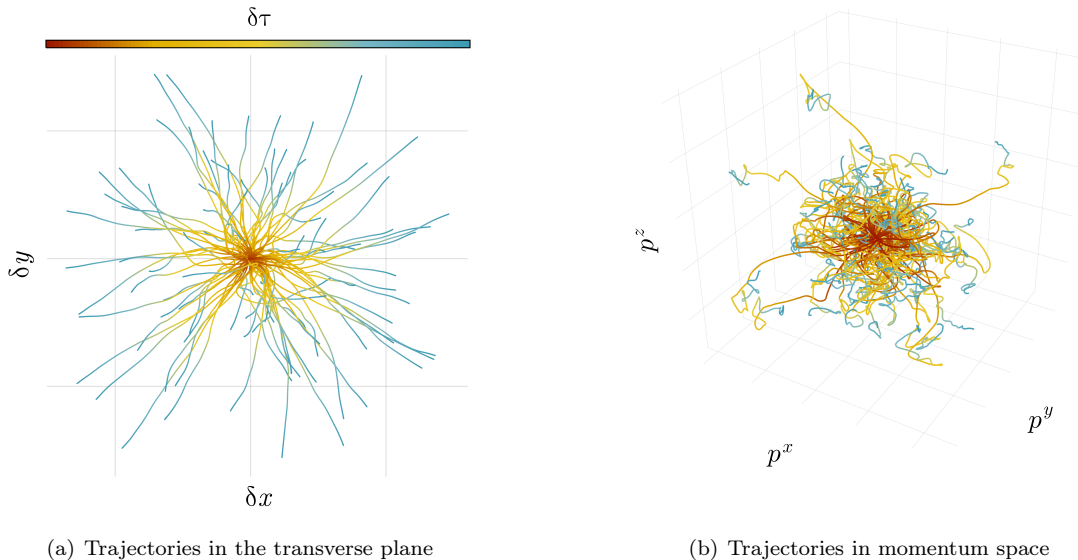 δτ
δy
δx
p^z
p^x
p^y
(a) Trajectories in the transverse plane
(b) Trajectories in momentum space